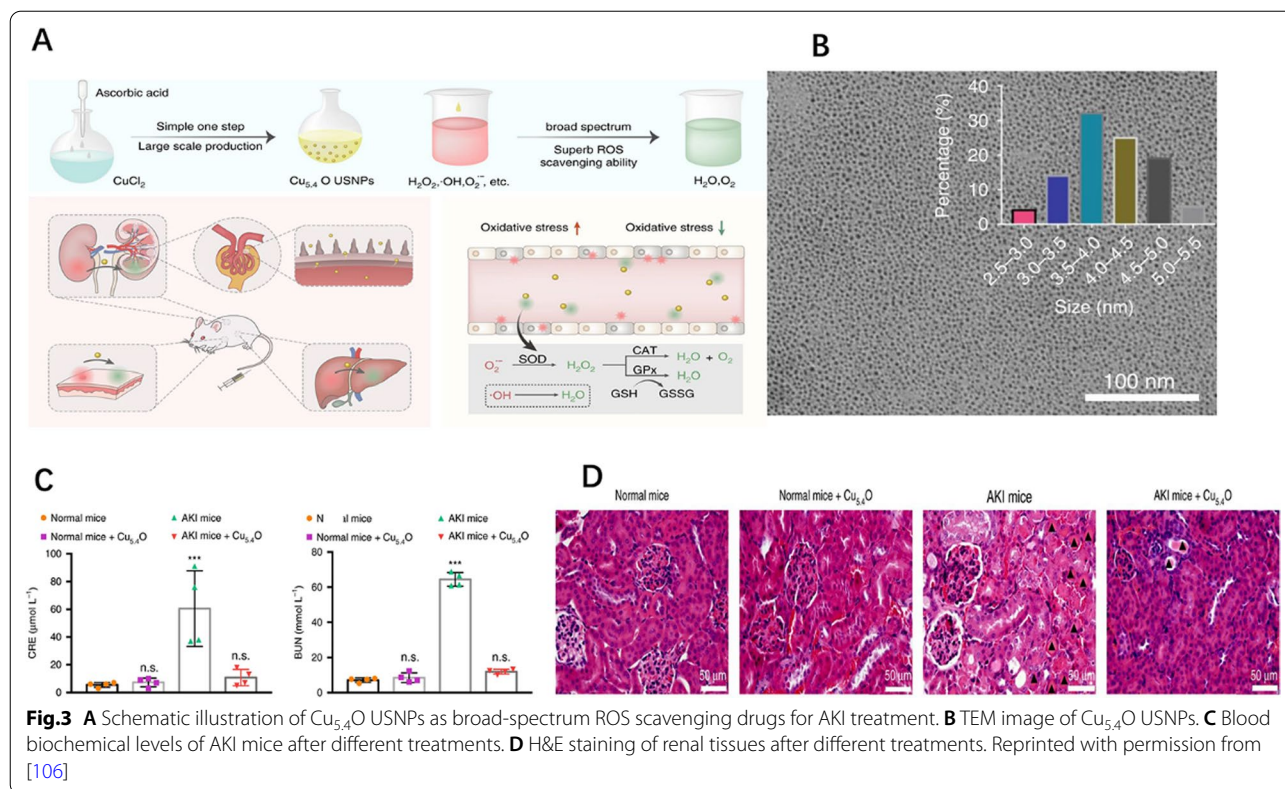 A
Ascorbic acid
Simple one step
Large scale production
CuCl₂
Cu₅.₄ O USNPs
H₂O₂,·OH,O₂˙⁻, etc.
broad spectrum
Superb ROS
scavenging ability
H₂O,O₂
Oxidative stress ↑
Oxidative stress ↓
O₂˙⁻
SOD
H₂O₂
CAT
H₂O + O₂
GPx
H₂O
·OH
H₂O
GSH
GSSG
B
Percentage (%)
40
30
20
10
0
2.5–3.0
3.0–3.5
3.5–4.0
4.0–4.5
4.5–5.0
5.0–5.5
Size (nm)
100 nm
C
Normal mice
AKI mice
Normal mice + Cu₅.₄O
AKI mice + Cu₅.₄O
CRE (μmol L⁻¹)
100
80
60
40
20
0
n.s.
***
n.s.
N al mice
AKI mice
Normal mice + Cu₅.₄O
AKI mice + Cu₅.₄O
BUN (mmol L⁻¹)
80
60
40
20
0
n.s.
***
n.s.
D
Normal mice
Normal mice + Cu₅.₄O
AKI mice
AKI mice + Cu₅.₄O
50 μm
50 μm
50 μm
50 μm
Fig.3 A Schematic illustration of Cu₅.₄O USNPs as broad-spectrum ROS scavenging drugs for AKI treatment. B TEM image of Cu₅.₄O USNPs. C Blood
biochemical levels of AKI mice after different treatments. D H&E staining of renal tissues after different treatments. Reprinted with permission from
[106]